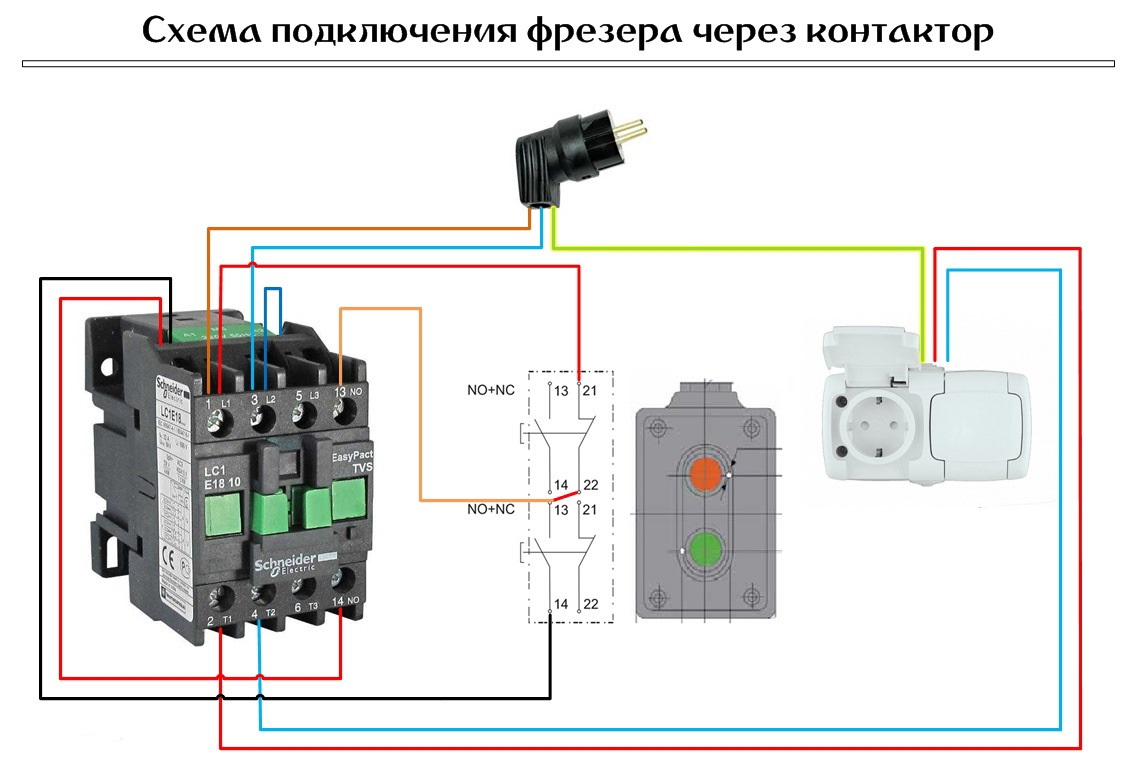 Схема подключения фрезера через контактор
A1
Schneider
Electric
LC1E18
1 L1 3 L2 5 L3 13 NO
LC1
E18 10
EasyPact
TVS
Schneider
Electric
CE
2 T1 4 T2 6 T3 14 NO
NO+NC 13 21
14 22
NO+NC 13 21
14 22